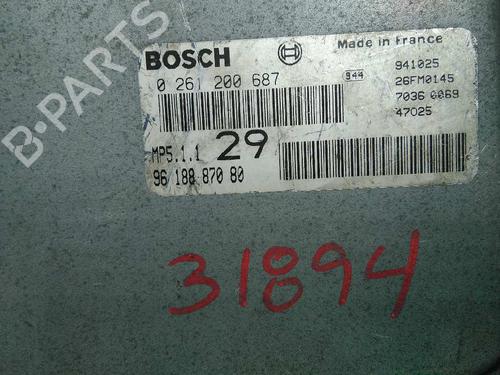 BOSCH
Made in France
0 261 200 687
944
941025
26FM0145
7036 0069
47025
MP5.1.1 29
96 188 870 80
31894
B-PARTS